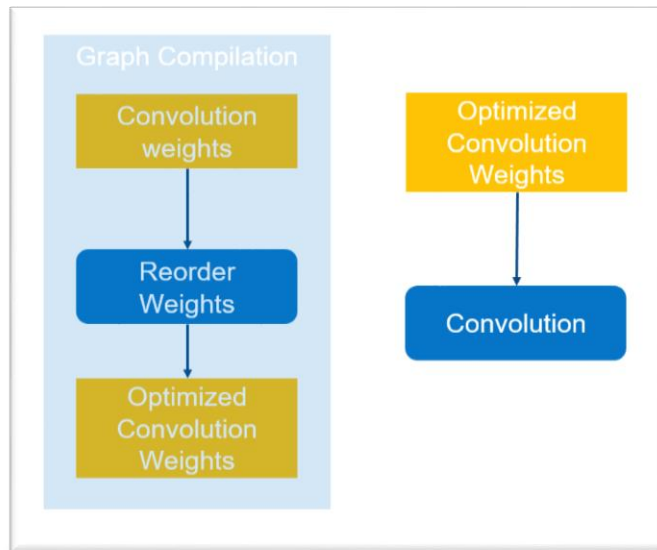 Graph Compilation
Convolution
weights
Reorder
Weights
Optimized
Convolution
Weights
Optimized
Convolution
Weights
Convolution